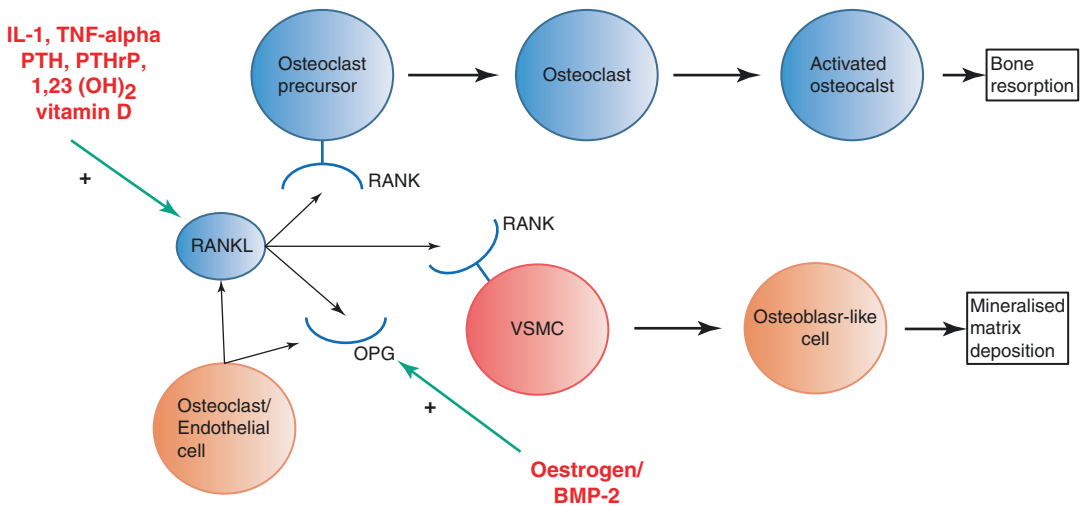 IL-1, TNF-alpha
PTH, PTHrP,
1,23 (OH)2
vitamin D
+
Osteoclast
precursor
Osteoclast
Activated
osteocalst
Bone
resorption
RANK
RANKL
RANK
VSMC
Osteoblasr-like
cell
Mineralised
matrix
deposition
OPG
+
Osteoclast/
Endothelial
cell
Oestrogen/
BMP-2